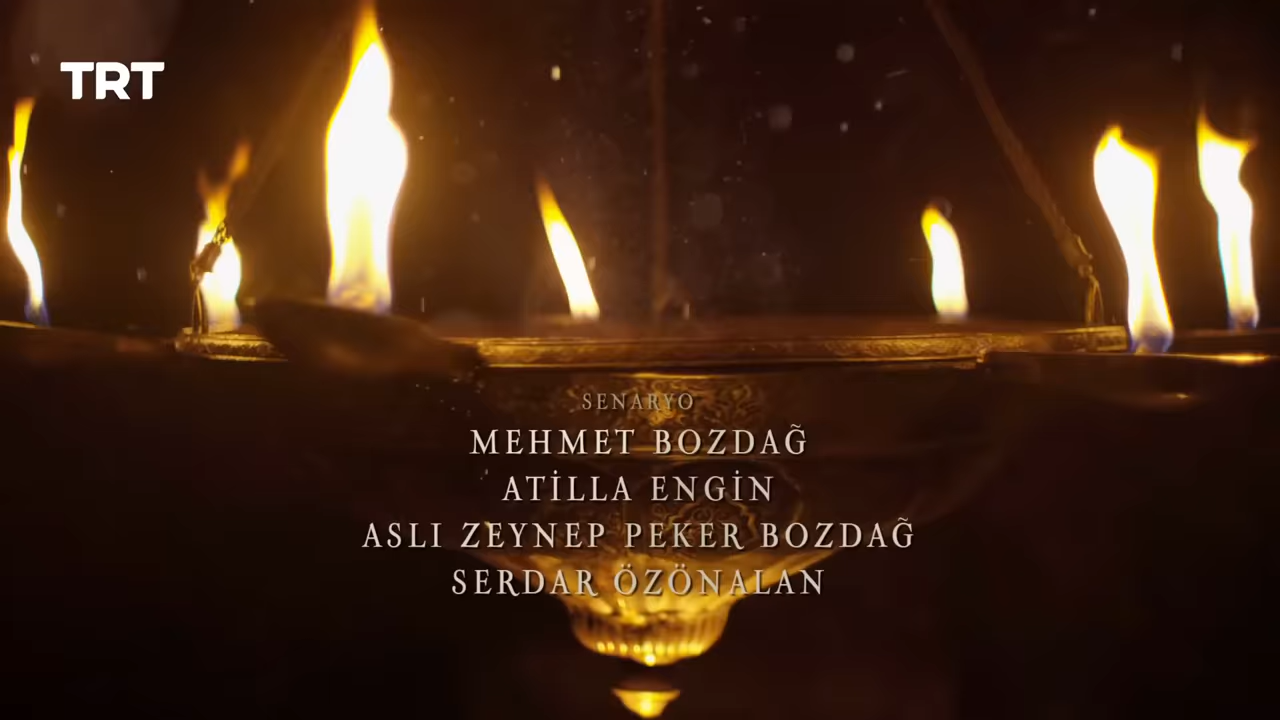 TRT
SENARYO
MEHMET BOZDAĞ
ATİLLA ENGİN
ASLI ZEYNEP PEKER BOZDAĞ
SERDAR ÖZÖNALAN